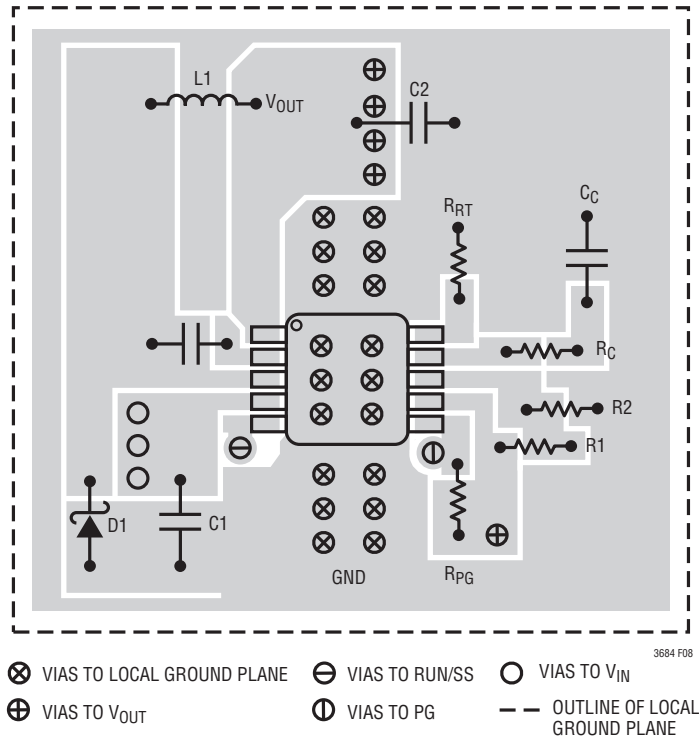 L1
VOUT
C2
RRT
CC
RC
R2
R1
D1
C1
GND
RPG
3684 F08
VIAS TO LOCAL GROUND PLANE
VIAS TO RUN/SS
VIAS TO VIN
VIAS TO VOUT
VIAS TO PG
OUTLINE OF LOCAL
GROUND PLANE